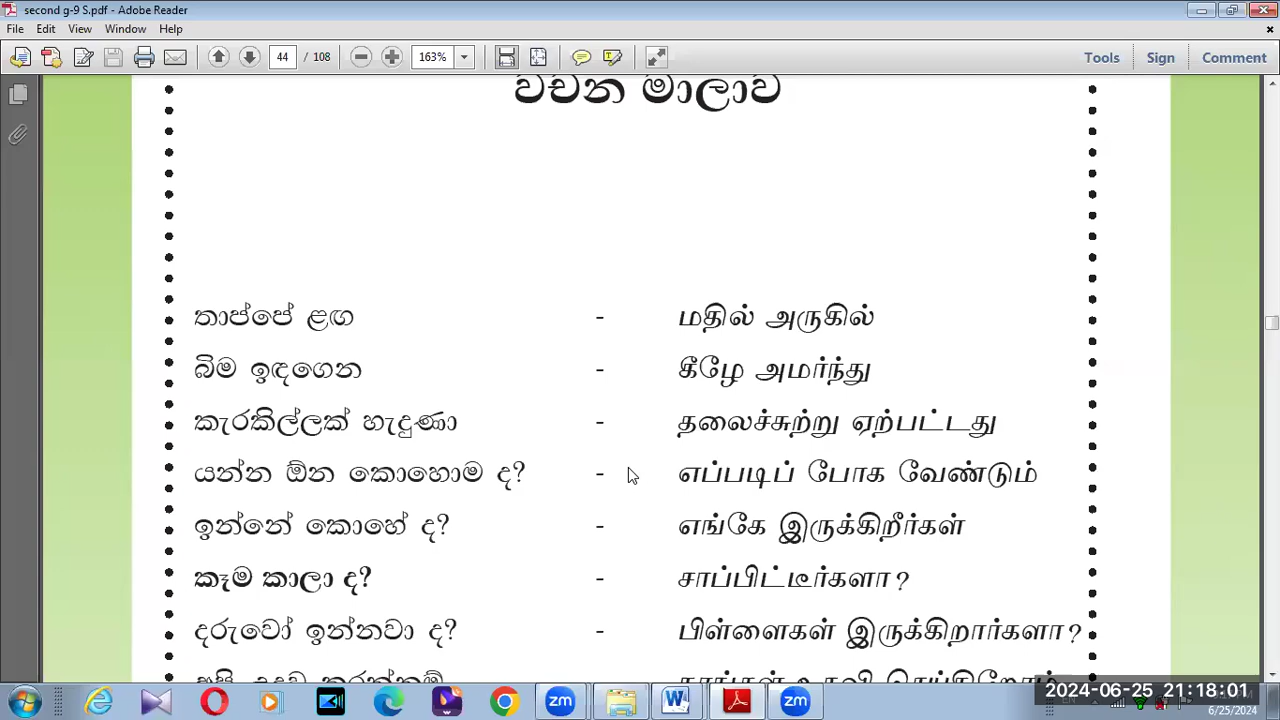 second g-9 S.pdf - Adobe Reader
File Edit View Window Help
44 / 108 163% Tools Sign Comment
වචන මාලාව
තාප්පේ ළඟ - மதில் அருகில்
බිම ඉඳගෙන - கீழே அமர்ந்து
කැරකිල්ලක් හැදුණා - தலைச்சுற்று ஏற்பட்டது
යන්න ඕන කොහොම ද? - எப்படிப் போக வேண்டும்
ඉන්නේ කොහේ ද? - எங்கே இருக்கிறீர்கள்
කෑම කාලා ද? - சாப்பிட்டீர்களா?
දරුවෝ ඉන්නවා ද? - பிள்ளைகள் இருக்கிறார்களா?
2024-06-25 21:18:01
6/25/2024